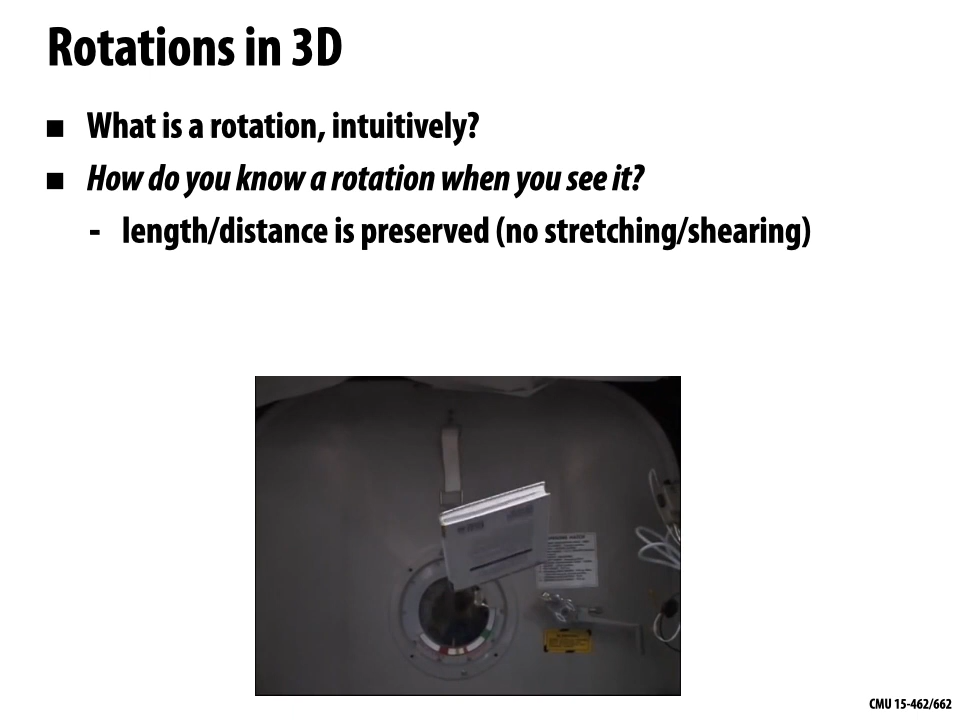 Rotations in 3D
■ What is a rotation, intuitively?
■ How do you know a rotation when you see it?
- length/distance is preserved (no stretching/shearing)
CMU 15-462/662